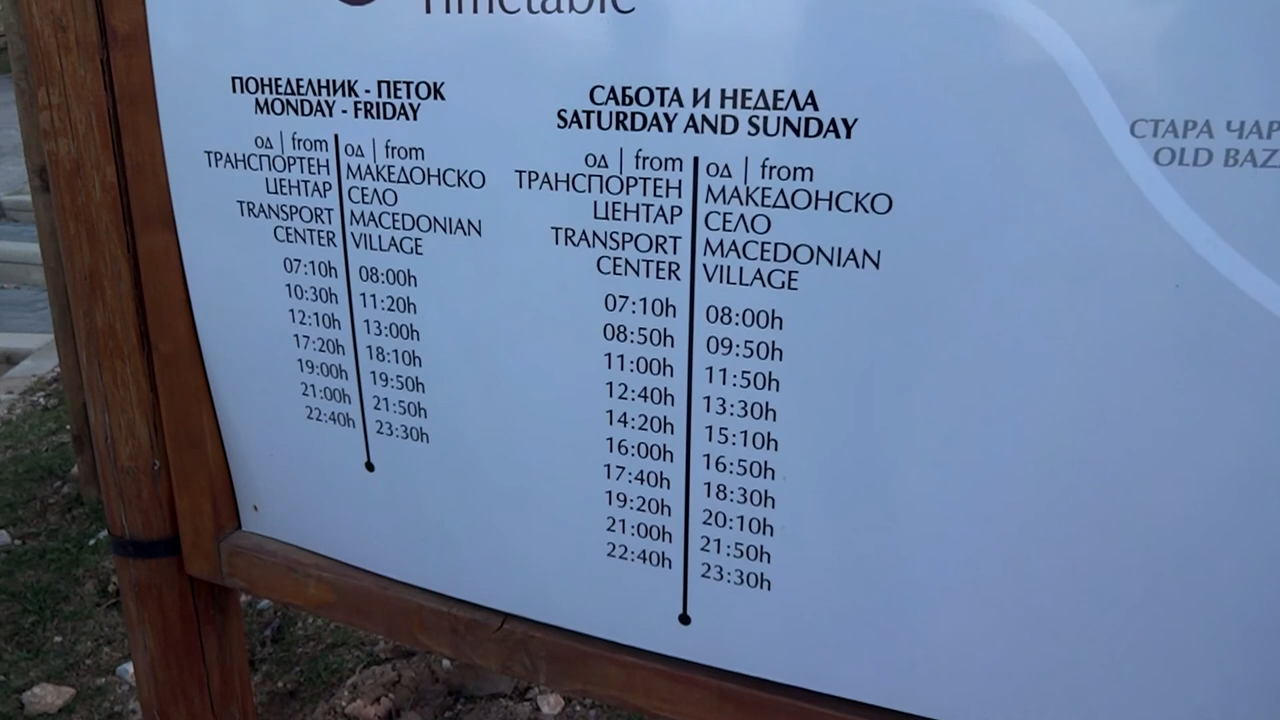 Timetable
ПОНЕДЕЛНИК - ПЕТОК
MONDAY - FRIDAY
од | from
ТРАНСПОРТЕН
ЦЕНТАР
TRANSPORT
CENTER
07:10h
10:30h
12:10h
17:20h
19:00h
21:00h
22:40h
од | from
МАКЕДОНСКО
СЕЛО
MACEDONIAN
VILLAGE
08:00h
11:20h
13:00h
18:10h
19:50h
21:50h
23:30h
САБОТА И НЕДЕЛА
SATURDAY AND SUNDAY
од | from
ТРАНСПОРТЕН
ЦЕНТАР
TRANSPORT
CENTER
07:10h
08:50h
11:00h
12:40h
14:20h
16:00h
17:40h
19:20h
21:00h
22:40h
од | from
МАКЕДОНСКО
СЕЛО
MACEDONIAN
VILLAGE
08:00h
09:50h
11:50h
13:30h
15:10h
16:50h
18:30h
20:10h
21:50h
23:30h
СТАРА
OLD